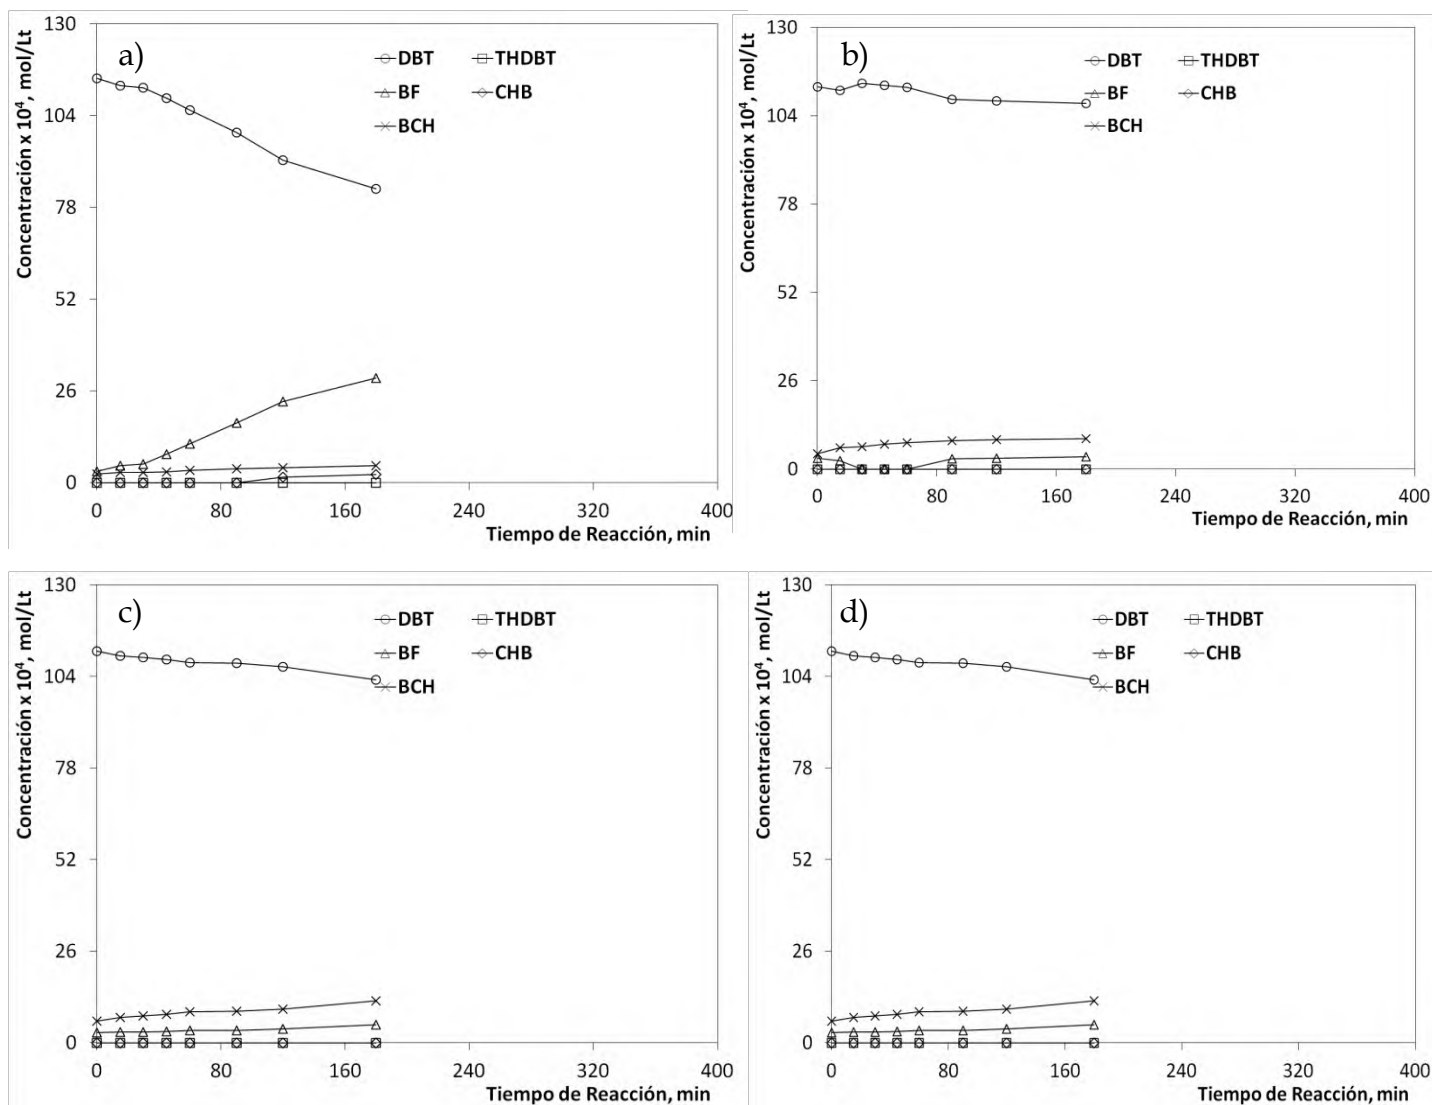 a)
Concentración x 10⁴, mol/Lt
130
104
78
52
26
0
DBT THDBT
BF CHB
BCH
0 80 160 240 320 400
Tiempo de Reacción, min
b)
Concentración x 10⁴, mol/Lt
130
104
78
52
26
0
DBT THDBT
BF CHB
BCH
0 80 160 240 320 400
Tiempo de Reacción, min
c)
Concentración x 10⁴, mol/Lt
130
104
78
52
26
0
DBT THDBT
BF CHB
BCH
0 80 160 240 320 400
Tiempo de Reacción, min
d)
Concentración x 10⁴, mol/Lt
130
104
78
52
26
0
DBT THDBT
BF CHB
BCH
0 80 160 240 320 400
Tiempo de Reacción, min